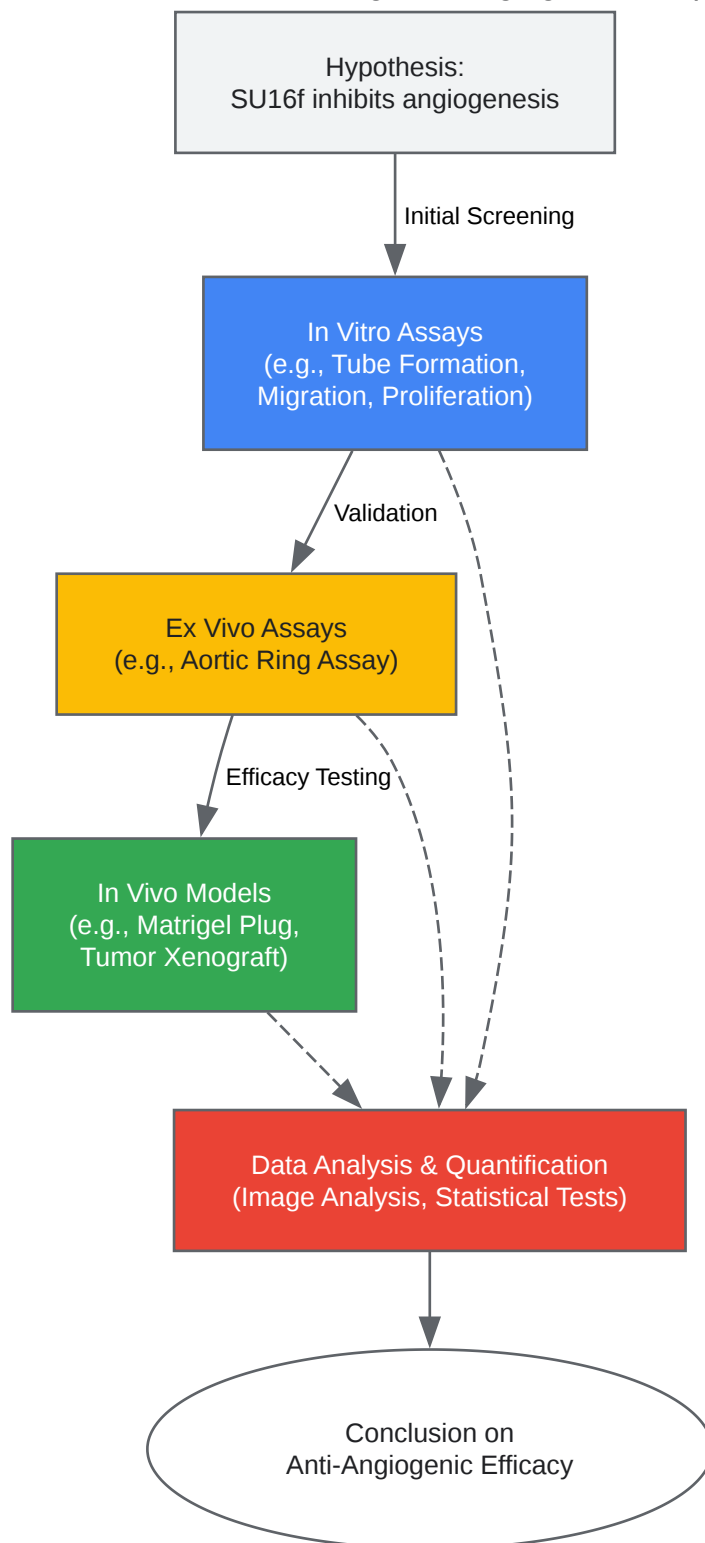 Hypothesis:
SU16f inhibits angiogenesis
Initial Screening
In Vitro Assays
(e.g., Tube Formation,
Migration, Proliferation)
Validation
Ex Vivo Assays
(e.g., Aortic Ring Assay)
Efficacy Testing
In Vivo Models
(e.g., Matrigel Plug,
Tumor Xenograft)
Data Analysis & Quantification
(Image Analysis, Statistical Tests)
Conclusion on
Anti-Angiogenic Efficacy